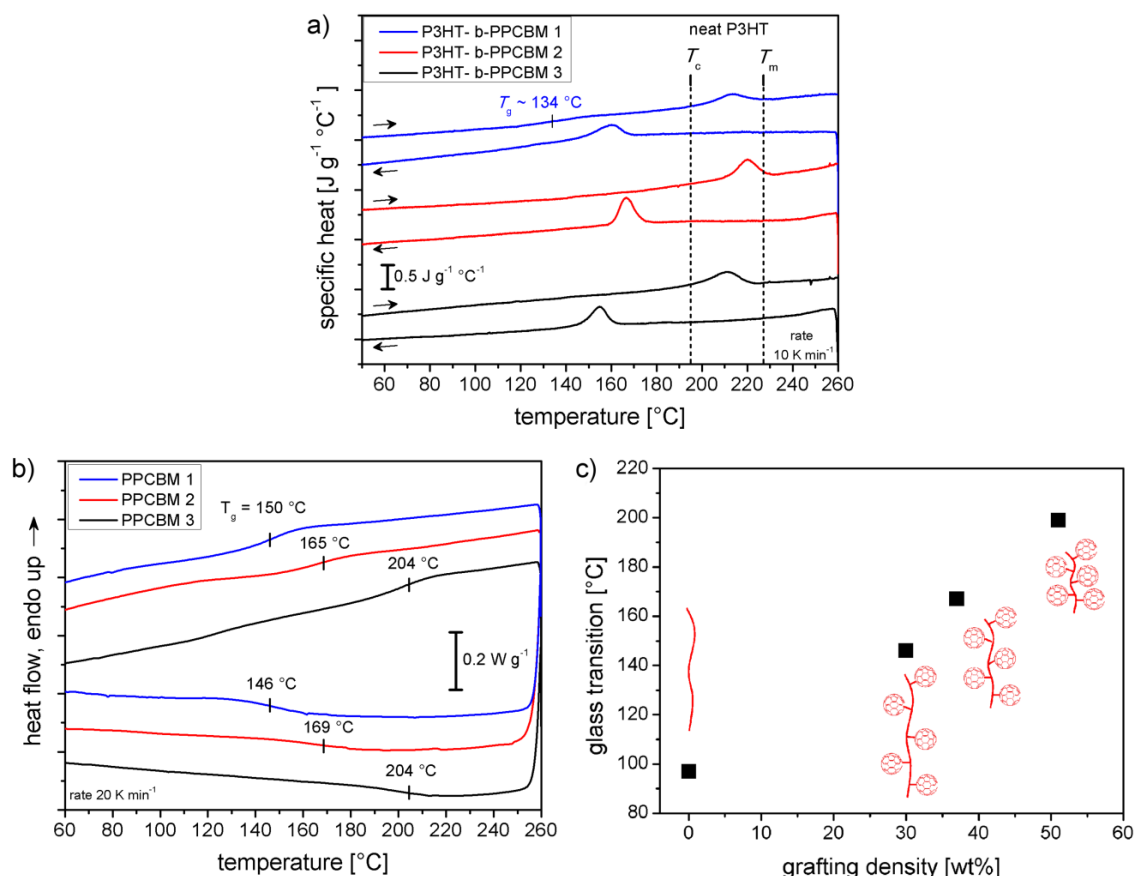 a)
P3HT- b-PPCBM 1
P3HT- b-PPCBM 2
P3HT- b-PPCBM 3
neat P3HT
Tc
Tm
Tg ~ 134 °C
0.5 J g-1 °C-1
rate
10 K min-1
specific heat [J g-1 °C-1]
60 80 100 120 140 160 180 200 220 240 260
temperature [°C]
b)
PPCBM 1
PPCBM 2
PPCBM 3
Tg = 150 °C
165 °C
204 °C
0.2 W g-1
146 °C
169 °C
204 °C
rate 20 K min-1
heat flow, endo up →
60 80 100 120 140 160 180 200 220 240 260
temperature [°C]
c)
220
200
180
160
140
120
100
80
glass transition [°C]
0 10 20 30 40 50 60
grafting density [wt%]